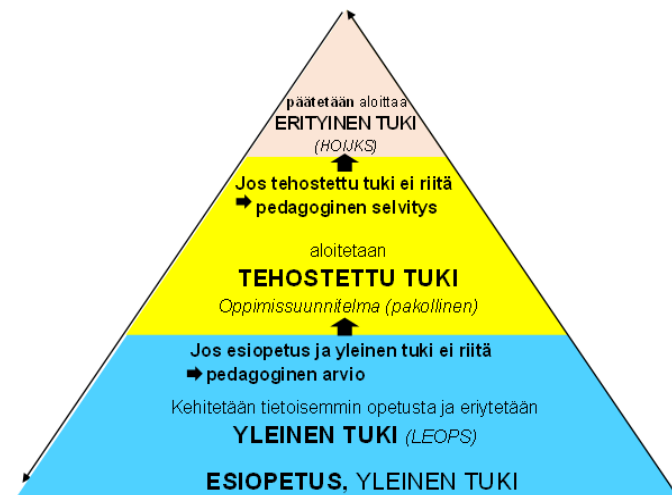 päätetään aloittaa
ERITYINEN TUKI
(HOJKS)
Jos tehostettu tuki ei riitä
➡ pedagoginen selvitys
aloitetaan
TEHOSTETTU TUKI
Oppimissuunnitelma (pakollinen)
Jos esiopetus ja yleinen tuki ei riitä
➡ pedagoginen arvio
Kehitetään tietoisemmin opetusta ja eriytetään
YLEINEN TUKI (LEOPS)
ESIOPETUS, YLEINEN TUKI